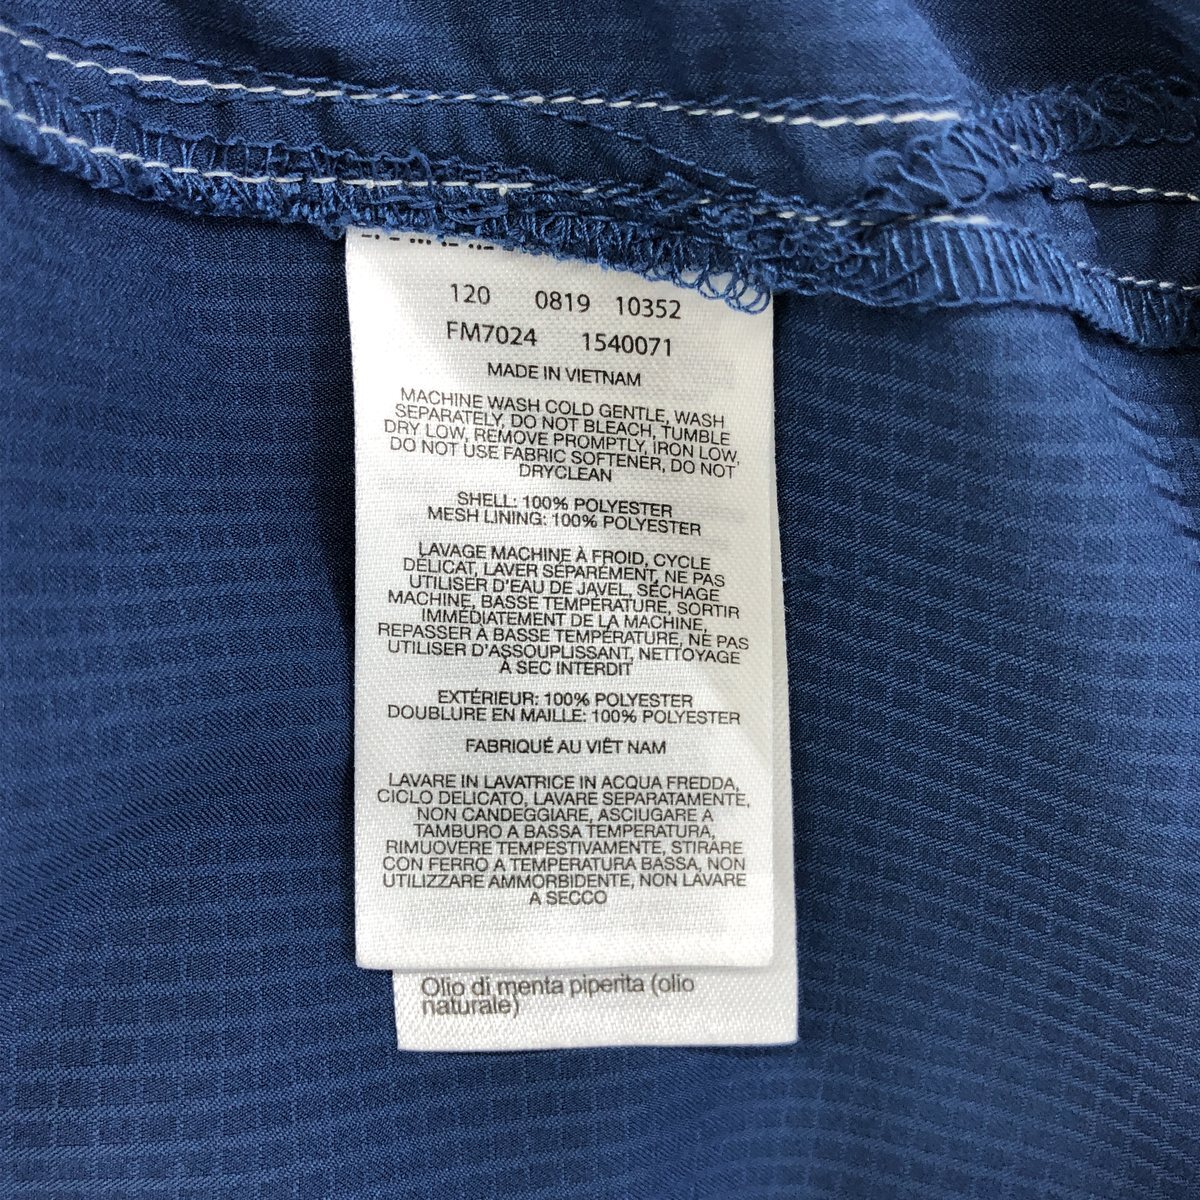 120 0819 10352
FM7024 1540071
MADE IN VIETNAM
MACHINE WASH COLD GENTLE, WASH
SEPARATELY, DO NOT BLEACH, TUMBLE
DRY LOW, REMOVE PROMPTLY, IRON LOW,
DO NOT USE FABRIC SOFTENER, DO NOT
DRYCLEAN
SHELL: 100% POLYESTER
MESH LINING: 100% POLYESTER
LAVAGE MACHINE À FROID, CYCLE
DÉLICAT, LAVER SÉPARÉMENT, NE PAS
UTILISER D'EAU DE JAVEL, SÉCHAGE
MACHINE, BASSE TEMPÉRATURE, SORTIR
IMMÉDIATEMENT DE LA MACHINE,
REPASSER À BASSE TEMPÉRATURE, NE PAS
UTILISER D'ASSOUPLISSANT, NETTOYAGE
À SEC INTERDIT
EXTÉRIEUR: 100% POLYESTER
DOUBLURE EN MAILLE: 100% POLYESTER
FABRIQUÉ AU VIÊT NAM
LAVARE IN LAVATRICE IN ACQUA FREDDA,
CICLO DELICATO, LAVARE SEPARATAMENTE,
NON CANDEGGIARE, ASCIUGARE A
TAMBURO A BASSA TEMPERATURA,
RIMUOVERE TEMPESTIVAMENTE, STIRARE
CON FERRO A TEMPERATURA BASSA, NON
UTILIZZARE AMMORBIDENTE, NON LAVARE
A SECCO
Olio di menta piperita (olio
naturale)